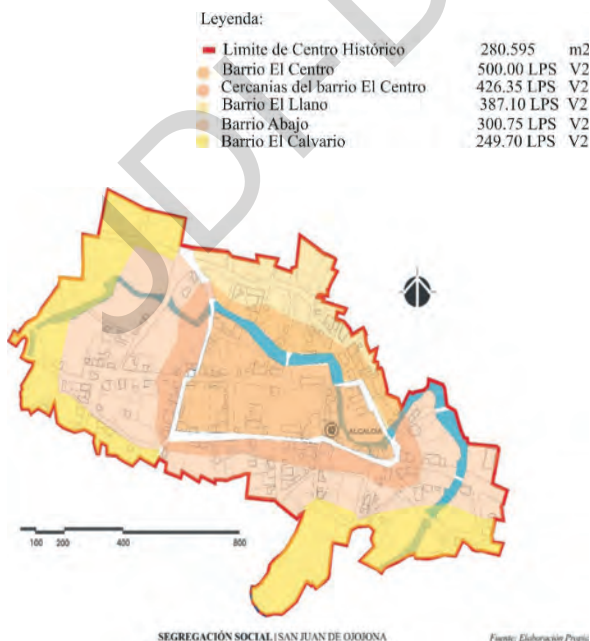 Leyenda:
Limite de Centro Histórico 280.595 m2
Barrio El Centro 500.00 LPS V2
Cercanias del barrio El Centro 426.35 LPS V2
Barrio El Llano 387.10 LPS V2
Barrio Abajo 300.75 LPS V2
Barrio El Calvario 249.70 LPS V2
ALCALDIA
100 200 400 800
SEGREGACIÓN SOCIAL | SAN JUAN DE OJOJONA
Fuente: Elaboración Propia